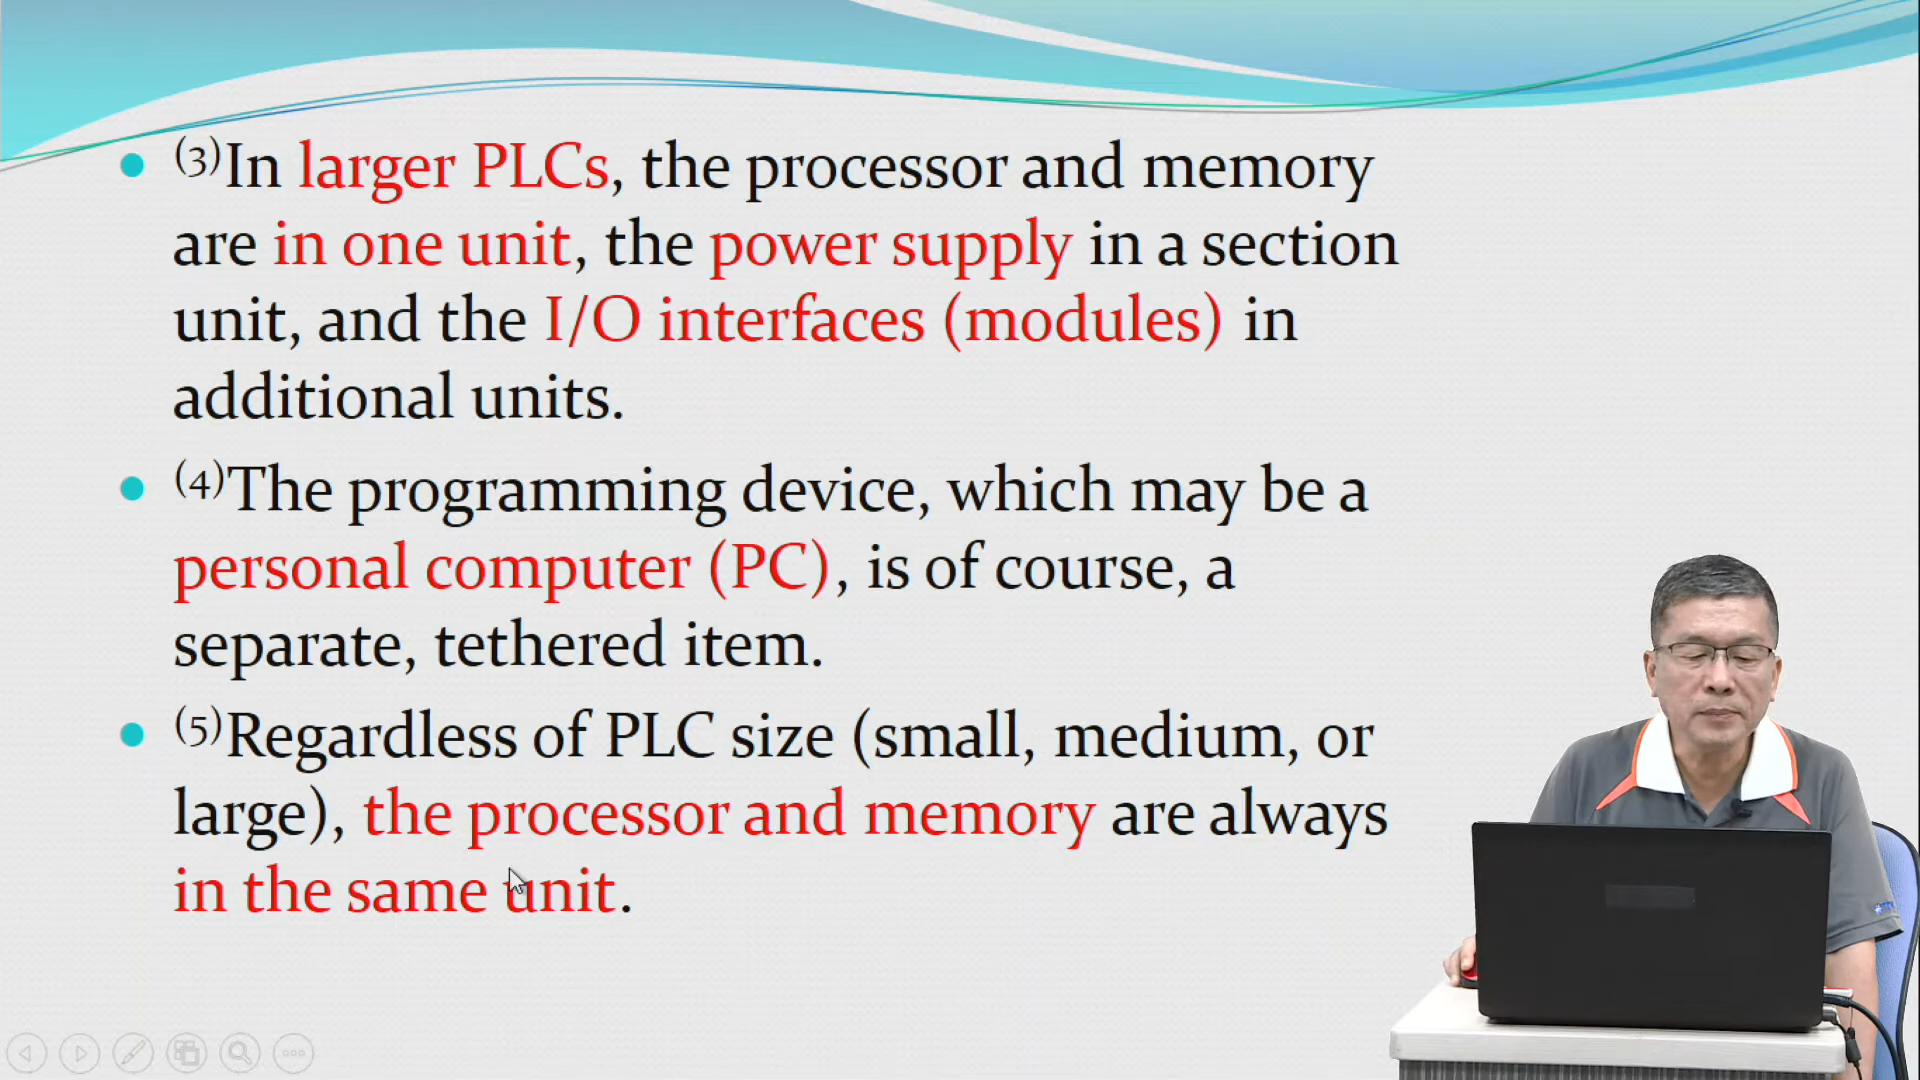 (3)In larger PLCs, the processor and memory
are in one unit, the power supply in a section
unit, and the I/O interfaces (modules) in
additional units.
(4)The programming device, which may be a
personal computer (PC), is of course, a
separate, tethered item.
(5)Regardless of PLC size (small, medium, or
large), the processor and memory are always
in the same unit.